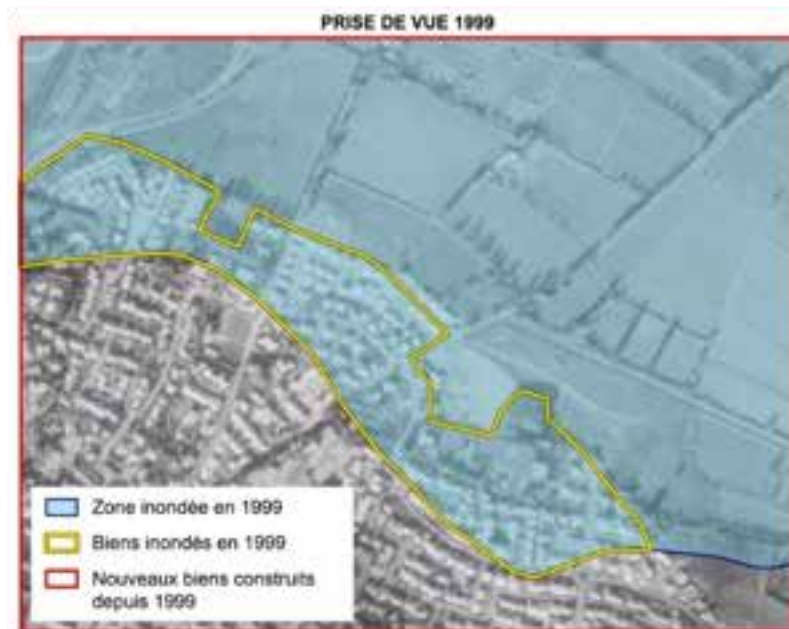 PRISE DE VUE 1999
Zone inondée en 1999
Biens inondés en 1999
Nouveaux biens construits
depuis 1999